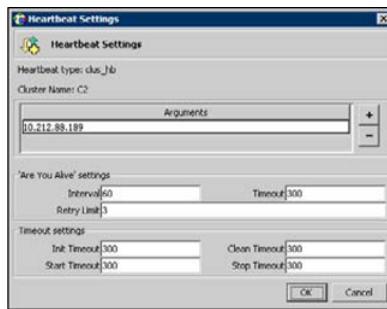 Heartbeat Settings
Heartbeat Settings
Heartbeat type: clus_hb
Cluster Name: C2
Arguments
10.212.88.189
+
-
'Are You Alive' settings
Interval 60 Timeout 300
Retry Limit 3
Timeout settings
Init Timeout 300 Clean Timeout 300
Start Timeout 300 Stop Timeout 300
OK Cancel